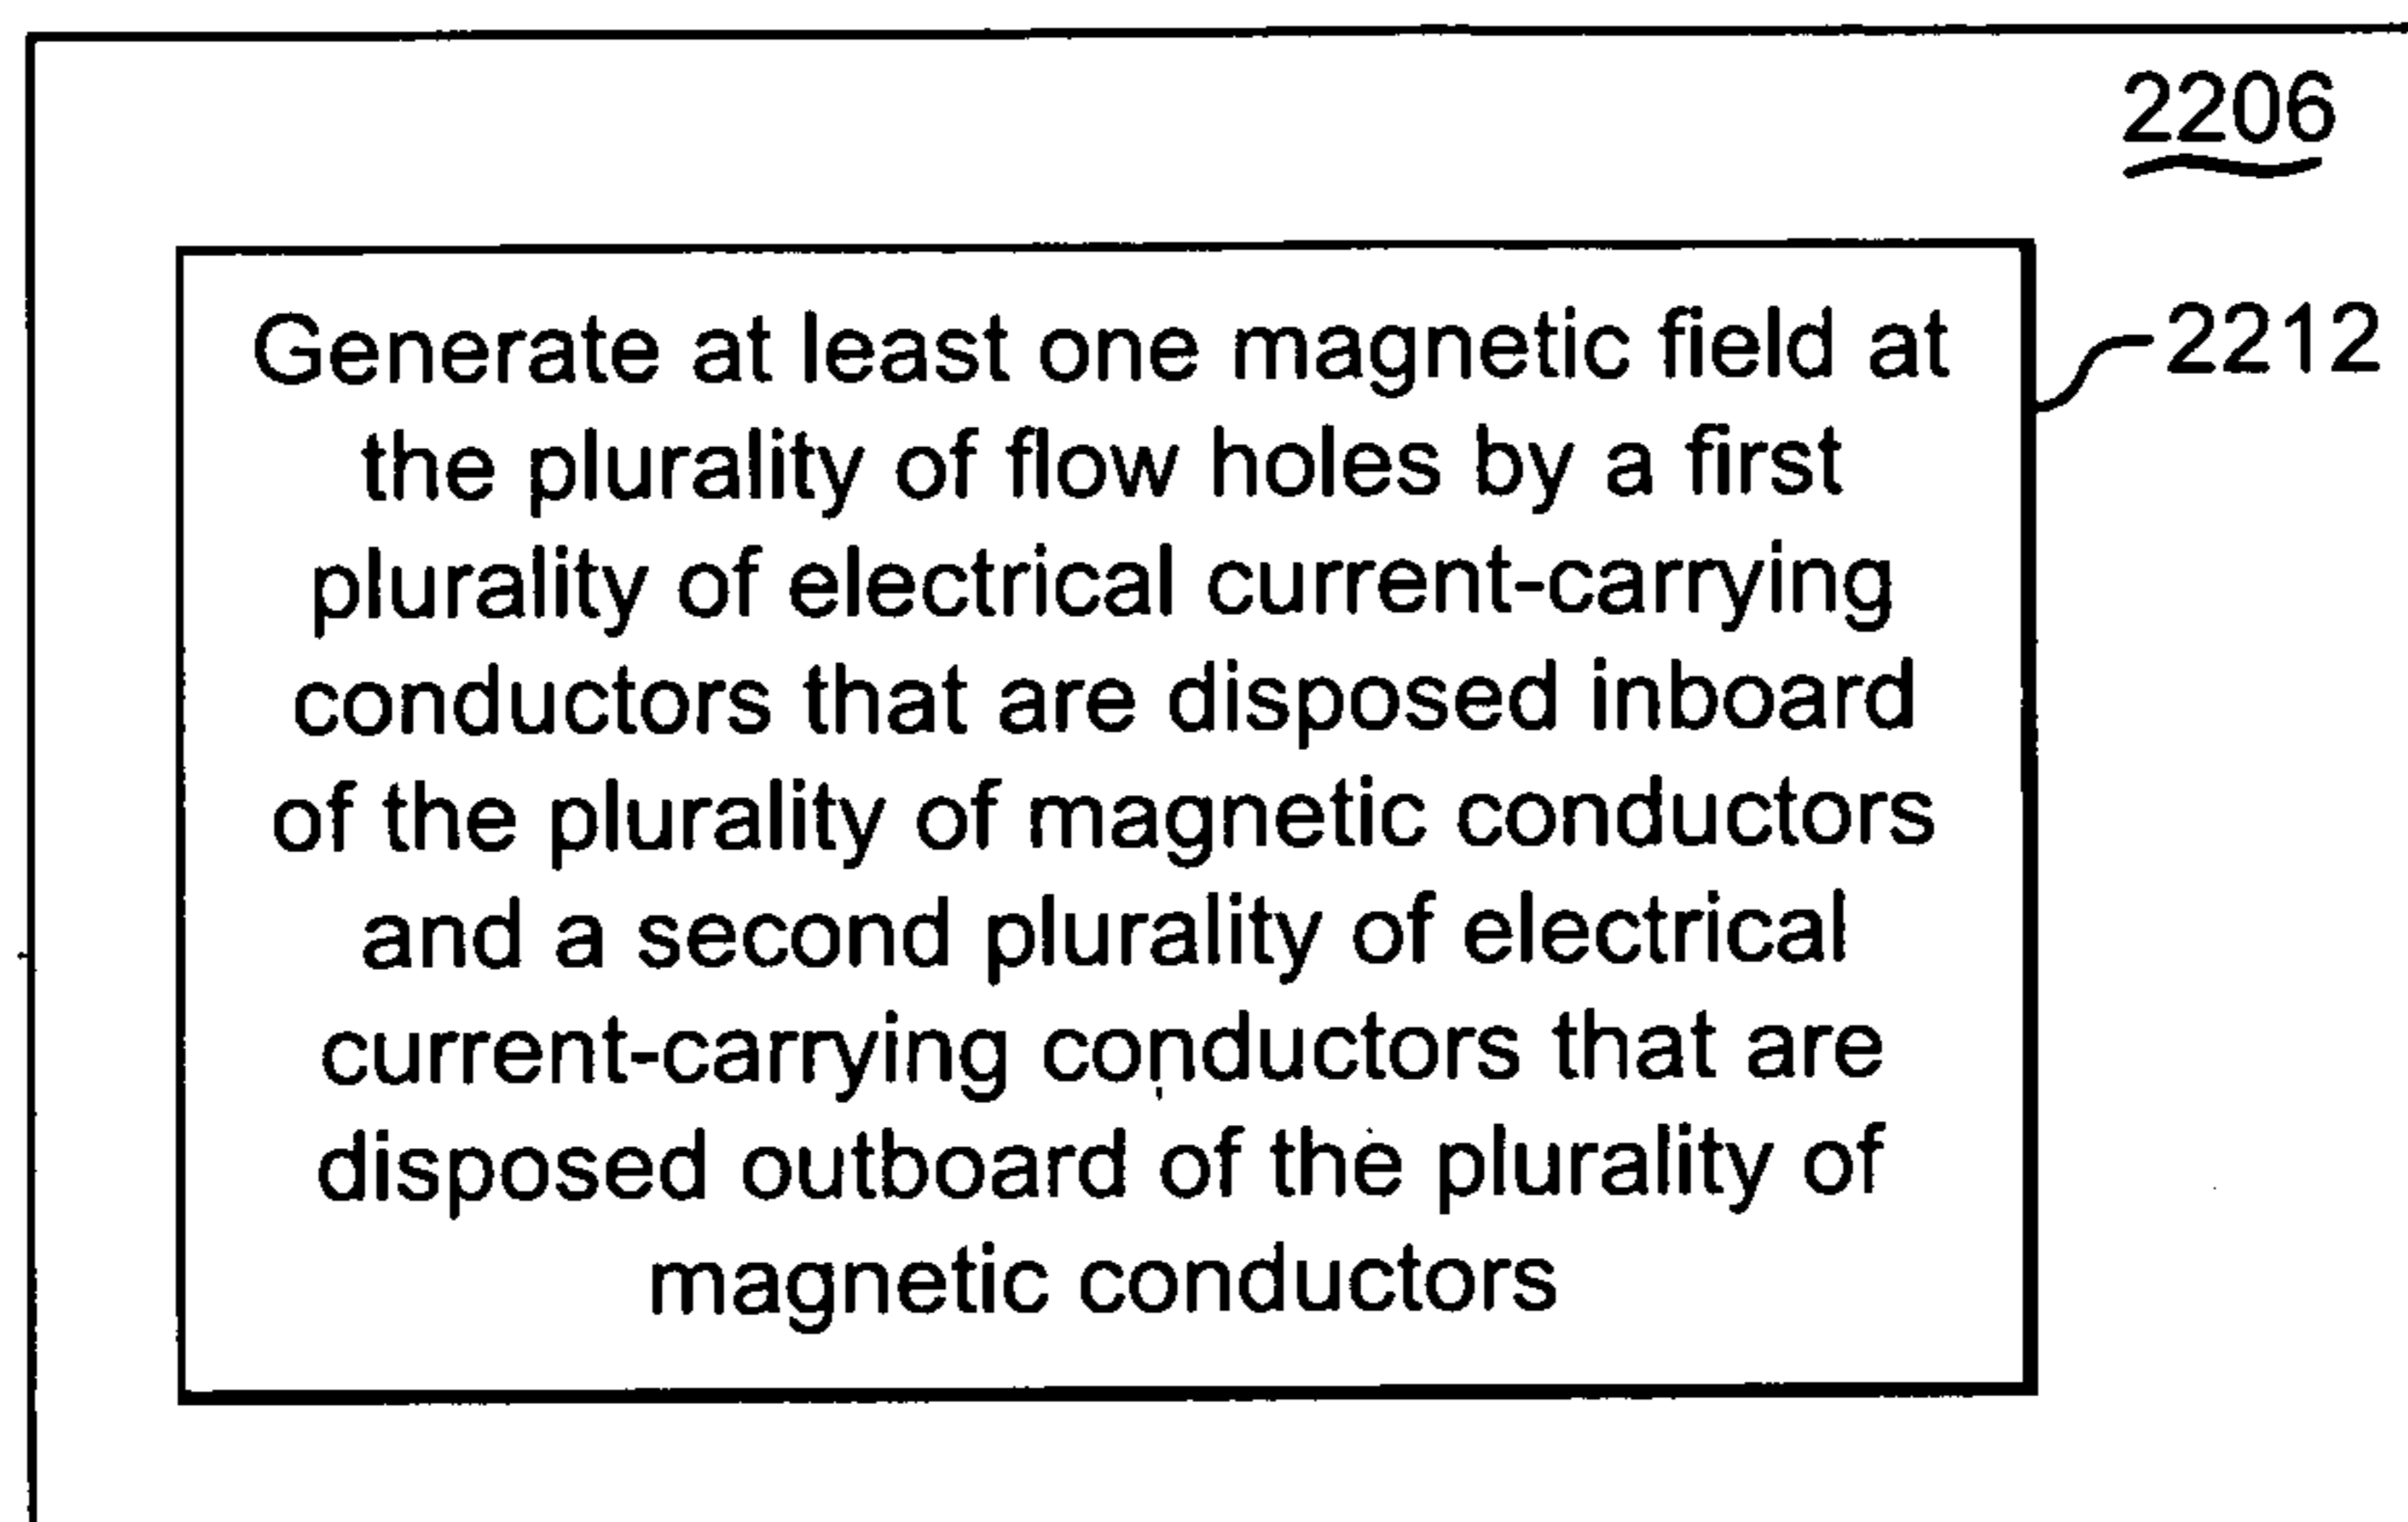 2206
Generate at least one magnetic field at
2212
the plurality of flow holes by a first
plurality of electrical current-carrying
conductors that are disposed inboard
of the plurality of magnetic conductors
and a second plurality of electrical
current-carrying conductors that are
disposed outboard of the plurality of
magnetic conductors